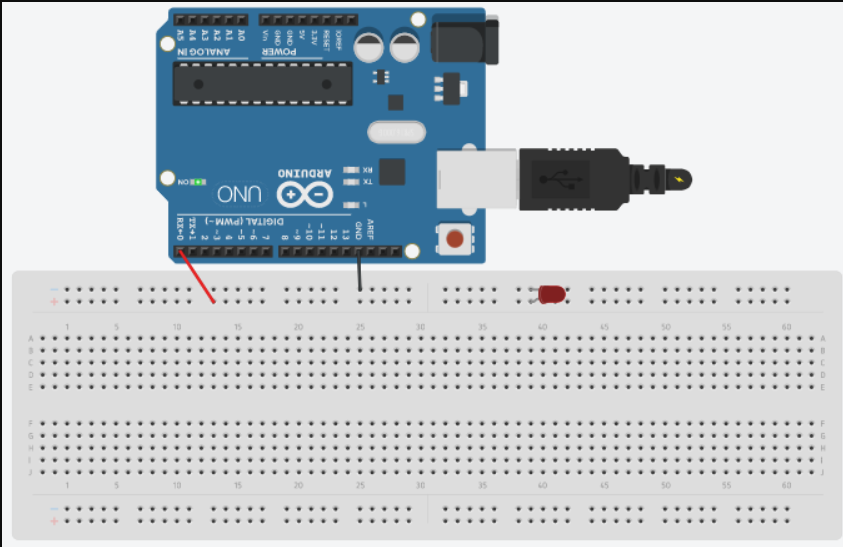 A5 A4 A3 A2 A1 A0
Vin GND GND 5V 3.3V RESET IOREF
ANALOG IN
POWER
ARDUINO
UNO
ON
RX
TX
L
DIGITAL (PWM~)
RX←0 TX→1 2 ~3 4 ~5 ~6 7 8 ~9 ~10 ~11 12 13 GND AREF
- +
1 5 10 15 20 25 30 35 40 45 50 55 60
A A
B B
C C
D D
E E
F F
G G
H H
I I
J J
1 5 10 15 20 25 30 35 40 45 50 55 60
- +